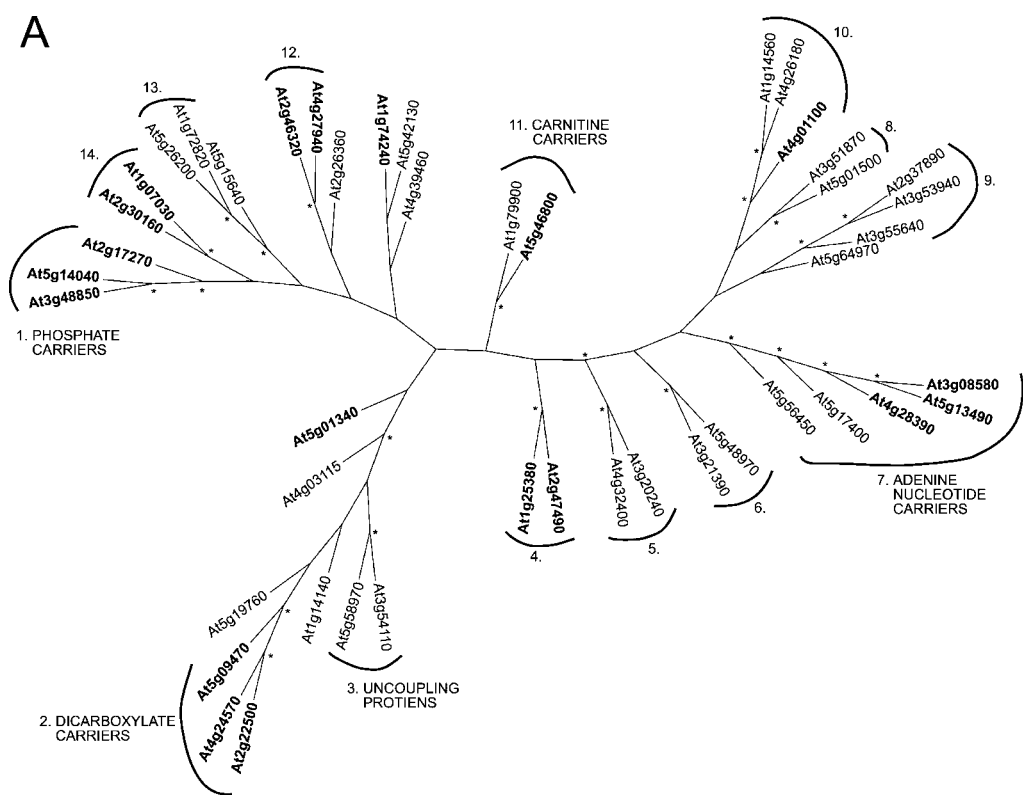 A
10.
At1g14560
At4g26180
At4g01100
12.
At4g27940
At2g46320
At2g26360
At1g74240
At5g42130
At4g39460
13.
At1g72820
At5g26200
At5g15640
11. CARNITINE
CARRIERS
At1g79900
At5g46800
8.
At3g51870
At5g01500
9.
At2g37890
At3g53940
At3g55640
At5g64970
14.
At1g07030
At2g30160
At2g17270
At5g14040
At3g48850
1. PHOSPHATE
CARRIERS
At3g08580
At5g13490
At4g28390
At5g17400
At5g56450
7. ADENINE
NUCLEOTIDE
CARRIERS
At5g48970
At3g21390
6.
At3g20240
At4g32400
5.
At2g47490
At1g25380
4.
At5g01340
At4g03115
At1g14140
At5g58970
At3g54110
3. UNCOUPLING
PROTIENS
At5g19760
At5g09470
At4g24570
At2g22500
2. DICARBOXYLATE
CARRIERS